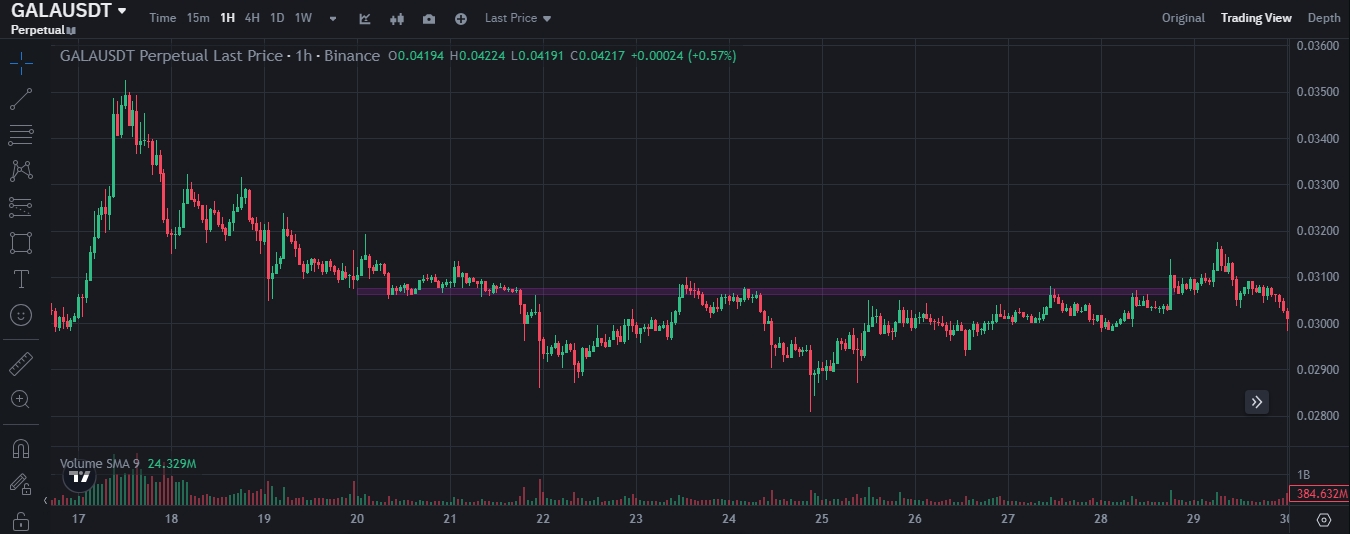 GALAUSDT
Perpetual
Time 15m 1H 4H 1D 1W Last Price Original Trading View Depth
GALAUSDT Perpetual Last Price · 1h · Binance O0.04194 H0.04224 L0.04191 C0.04217 +0.00024 (+0.57%)
0.03600
0.03500
0.03400
0.03300
0.03200
0.03100
0.03000
0.02900
0.02800
Volume SMA 9 24.329M
1B
384.632M
17 18 19 20 21 22 23 24 25 26 27 28 29 30